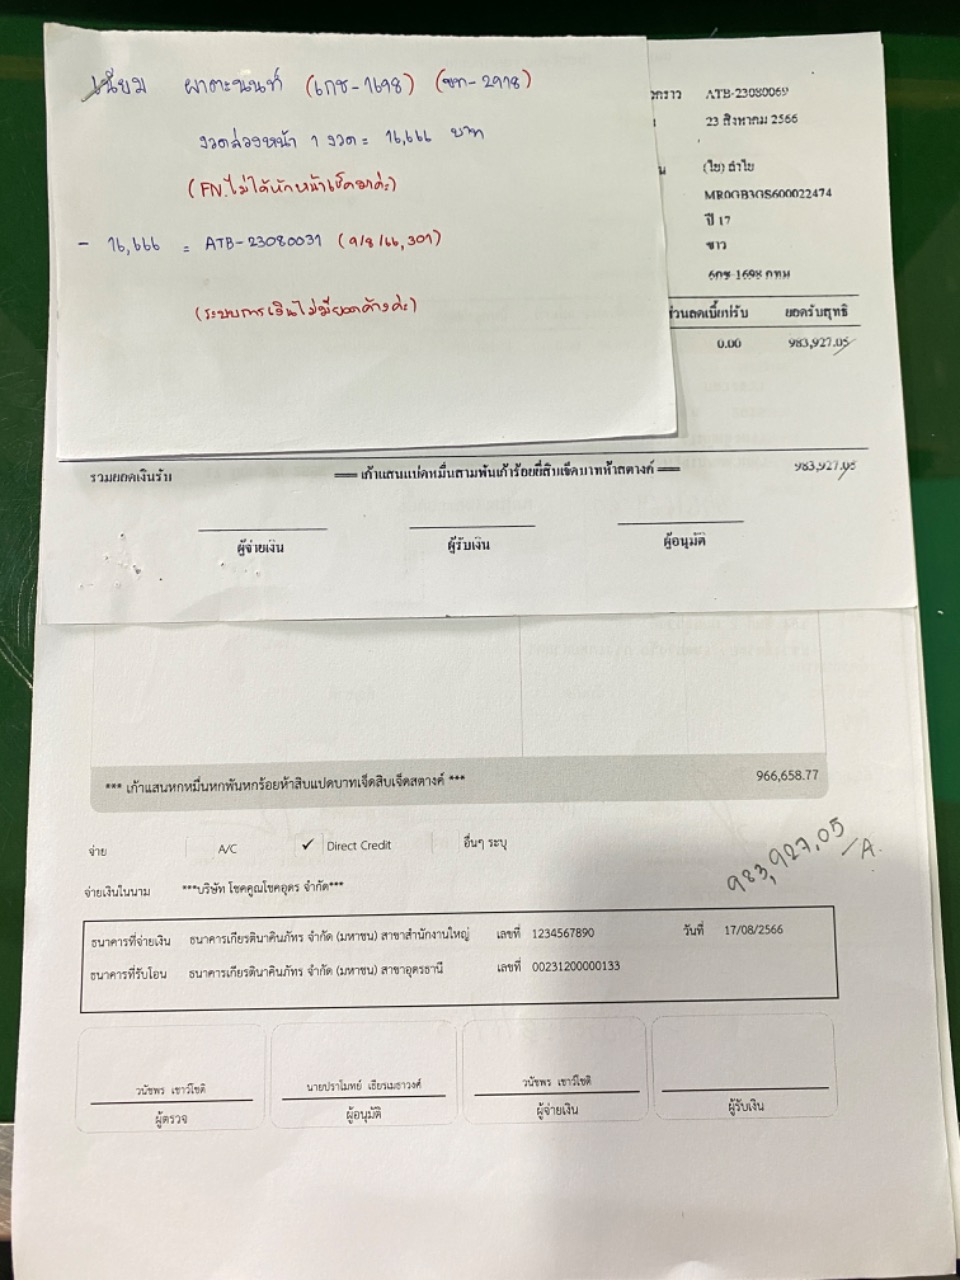 เนียม ผาตะนนท์ (6กช-1698) (ขท-2978)
งวดล่วงหน้า 1 งวด = 16,666 บาท
(FN.ไม่ได้หักหน้าเช็คมาค่ะ)
- 16,666 = ATB-23080031 (9/8/66,301)
(ระบบการเงินไม่มียอดค้างค่ะ)
ATB-23080069
23 สิงหาคม 2566
(ใย) ลำไย
MR0GB3GS600022474
ปี 17
ขาว
6กช-1698 กทม
ส่วนลดเบี้ยปรับ ยอดรับสุทธิ
0.00 983,927.05
รวมยอดเงินรับ == เก้าแสนแปดหมื่นสามพันเก้าร้อยยี่สิบเจ็ดบาทห้าสตางค์ == 983,927.05
ผู้จ่ายเงิน ผู้รับเงิน ผู้อนุมัติ
*** เก้าแสนหกหมื่นหกพันหกร้อยห้าสิบแปดบาทเจ็ดสิบเจ็ดสตางค์ *** 966,658.77
จ่าย A/C ✓ Direct Credit อื่นๆ ระบุ
983,927.05/A.
จ่ายเงินในนาม ***บริษัท โชคคูณโชคอุดร จำกัด***
ธนาคารที่จ่ายเงิน ธนาคารเกียรตินาคินภัทร จำกัด (มหาชน) สาขาสำนักงานใหญ่ เลขที่ 1234567890 วันที่ 17/08/2566
ธนาคารที่รับโอน ธนาคารเกียรตินาคินภัทร จำกัด (มหาชน) สาขาอุดรธานี เลขที่ 00231200000133
วนัชพร เชาว์โชติ นายปราโมทย์ เธียรเมธาวงศ์ วนัชพร เชาว์โชติ
ผู้ตรวจ ผู้อนุมัติ ผู้จ่ายเงิน ผู้รับเงิน